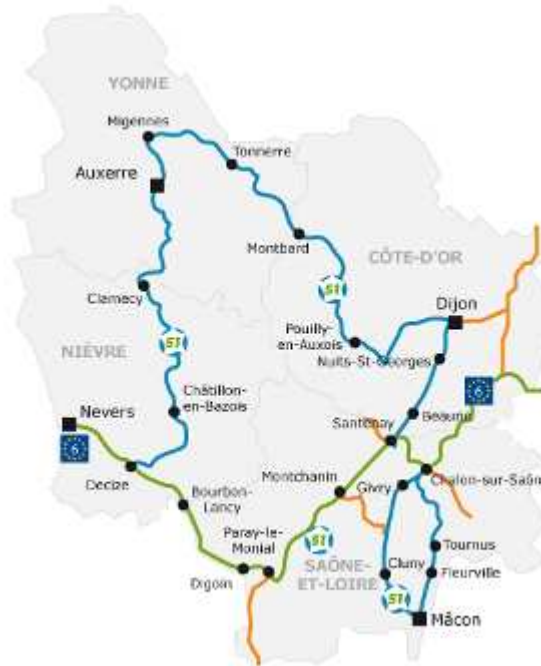 YONNE
Migennes
Tonnerre
Auxerre
Montbard
CÔTE-D'OR
Clamecy
51
Dijon
Pouilly-
en-Auxois
51
NIÈVRE
Nuits-St-Georges
Châtillon-
en-Bazois
6
Nevers
Beaune
Santenay
6
Decize
Montchanin
Givry
Chalon-sur-Saôn
Bourbon-
Lancy
Paray-le-
Monial
51
Tournus
SAÔNE-
ET-LOIRE
Cluny
Fleurville
Digoin
51
Mâcon